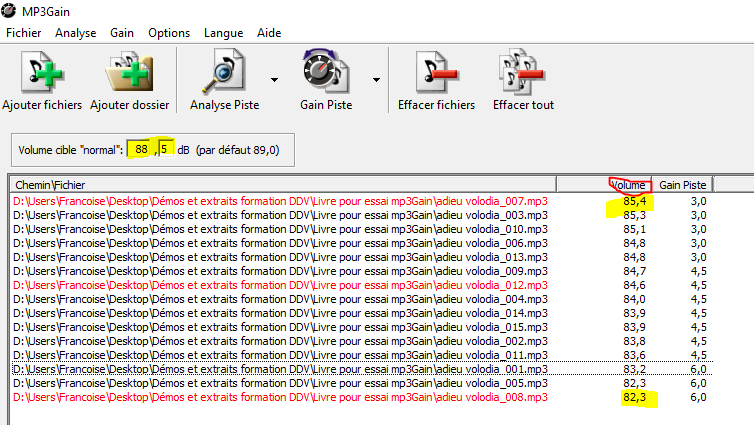 MP3Gain
Fichier Analyse Gain Options Langue Aide
Ajouter fichiers Ajouter dossier Analyse Piste Gain Piste Effacer fichiers Effacer tout
Volume cible "normal": 88 ,5 dB (par défaut 89,0)
Chemin\Fichier Volume Gain Piste
D:\Users\Francoise\Desktop\Démos et extraits formation DDV\Livre pour essai mp3Gain\adieu volodia_007.mp3 85,4 3,0
D:\Users\Francoise\Desktop\Démos et extraits formation DDV\Livre pour essai mp3Gain\adieu volodia_003.mp3 85,3 3,0
D:\Users\Francoise\Desktop\Démos et extraits formation DDV\Livre pour essai mp3Gain\adieu volodia_010.mp3 85,1 3,0
D:\Users\Francoise\Desktop\Démos et extraits formation DDV\Livre pour essai mp3Gain\adieu volodia_006.mp3 84,8 3,0
D:\Users\Francoise\Desktop\Démos et extraits formation DDV\Livre pour essai mp3Gain\adieu volodia_013.mp3 84,8 3,0
D:\Users\Francoise\Desktop\Démos et extraits formation DDV\Livre pour essai mp3Gain\adieu volodia_009.mp3 84,7 4,5
D:\Users\Francoise\Desktop\Démos et extraits formation DDV\Livre pour essai mp3Gain\adieu volodia_012.mp3 84,6 4,5
D:\Users\Francoise\Desktop\Démos et extraits formation DDV\Livre pour essai mp3Gain\adieu volodia_004.mp3 84,0 4,5
D:\Users\Francoise\Desktop\Démos et extraits formation DDV\Livre pour essai mp3Gain\adieu volodia_014.mp3 83,9 4,5
D:\Users\Francoise\Desktop\Démos et extraits formation DDV\Livre pour essai mp3Gain\adieu volodia_015.mp3 83,9 4,5
D:\Users\Francoise\Desktop\Démos et extraits formation DDV\Livre pour essai mp3Gain\adieu volodia_002.mp3 83,8 4,5
D:\Users\Francoise\Desktop\Démos et extraits formation DDV\Livre pour essai mp3Gain\adieu volodia_011.mp3 83,6 4,5
D:\Users\Francoise\Desktop\Démos et extraits formation DDV\Livre pour essai mp3Gain\adieu volodia_001.mp3 83,2 6,0
D:\Users\Francoise\Desktop\Démos et extraits formation DDV\Livre pour essai mp3Gain\adieu volodia_005.mp3 82,3 6,0
D:\Users\Francoise\Desktop\Démos et extraits formation DDV\Livre pour essai mp3Gain\adieu volodia_008.mp3 82,3 6,0